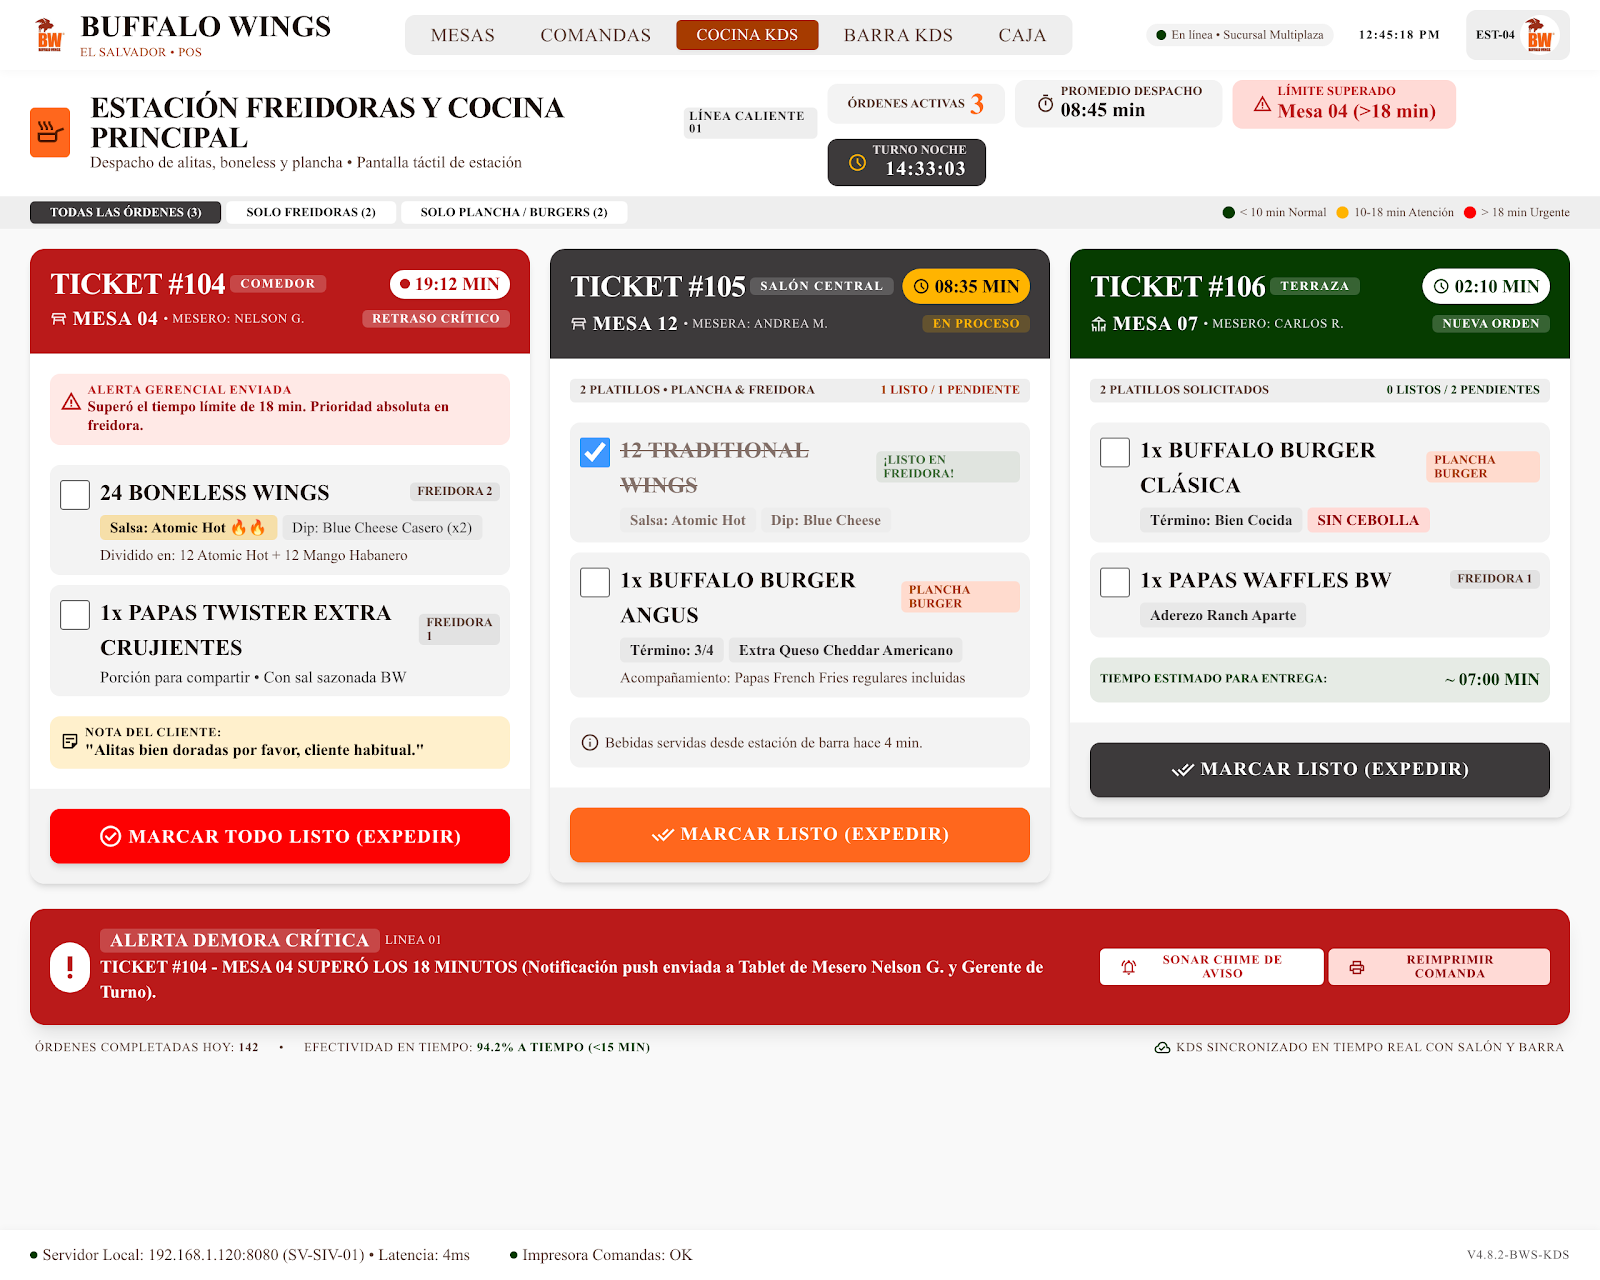 BUFFALO WINGS
EL SALVADOR • POS
MESAS
COMANDAS
COCINA KDS
BARRA KDS
CAJA
En línea • Sucursal Multiplaza
12:45:18 PM
EST-04
ESTACIÓN FREIDORAS Y COCINA
PRINCIPAL
Despacho de alitas, boneless y plancha • Pantalla táctil de estación
LÍNEA CALIENTE
01
ÓRDENES ACTIVAS 3
PROMEDIO DESPACHO
08:45 min
LÍMITE SUPERADO
Mesa 04 (>18 min)
TURNO NOCHE
14:33:03
TODAS LAS ÓRDENES (3)
SOLO FREIDORAS (2)
SOLO PLANCHA / BURGERS (2)
< 10 min Normal
10-18 min Atención
> 18 min Urgente
TICKET #104 COMEDOR
19:12 MIN
MESA 04 • MESERO: NELSON G.
RETRASO CRÍTICO
ALERTA GERENCIAL ENVIADA
Superó el tiempo límite de 18 min. Prioridad absoluta en
freidora.
24 BONELESS WINGS
FREIDORA 2
Salsa: Atomic Hot 🔥🔥
Dip: Blue Cheese Casero (x2)
Dividido en: 12 Atomic Hot + 12 Mango Habanero
1x PAPAS TWISTER EXTRA
CRUJIENTES
FREIDORA
1
Porción para compartir • Con sal sazonada BW
NOTA DEL CLIENTE:
"Alitas bien doradas por favor, cliente habitual."
MARCAR TODO LISTO (EXPEDIR)
TICKET #105 SALÓN CENTRAL
08:35 MIN
MESA 12 • MESERA: ANDREA M.
EN PROCESO
2 PLATILLOS • PLANCHA & FREIDORA
1 LISTO / 1 PENDIENTE
12 TRADITIONAL
WINGS
¡LISTO EN
FREIDORA!
Salsa: Atomic Hot
Dip: Blue Cheese
1x BUFFALO BURGER
ANGUS
PLANCHA
BURGER
Término: 3/4
Extra Queso Cheddar Americano
Acompañamiento: Papas French Fries regulares incluidas
Bebidas servidas desde estación de barra hace 4 min.
MARCAR LISTO (EXPEDIR)
TICKET #106 TERRAZA
02:10 MIN
MESA 07 • MESERO: CARLOS R.
NUEVA ORDEN
2 PLATILLOS SOLICITADOS
0 LISTOS / 2 PENDIENTES
1x BUFFALO BURGER
CLÁSICA
PLANCHA
BURGER
Término: Bien Cocida
SIN CEBOLLA
1x PAPAS WAFFLES BW
FREIDORA 1
Aderezo Ranch Aparte
TIEMPO ESTIMADO PARA ENTREGA:
~ 07:00 MIN
MARCAR LISTO (EXPEDIR)
ALERTA DEMORA CRÍTICA LINEA 01
TICKET #104 - MESA 04 SUPERÓ LOS 18 MINUTOS (Notificación push enviada a Tablet de Mesero Nelson G. y Gerente de
Turno).
SONAR CHIME DE
AVISO
REIMPRIMIR
COMANDA
ÓRDENES COMPLETADAS HOY: 142 • EFECTIVIDAD EN TIEMPO: 94.2% A TIEMPO (<15 MIN)
KDS SINCRONIZADO EN TIEMPO REAL CON SALÓN Y BARRA
Servidor Local: 192.168.1.120:8080 (SV-SIV-01) • Latencia: 4ms
Impresora Comandas: OK
V4.8.2-BWS-KDS